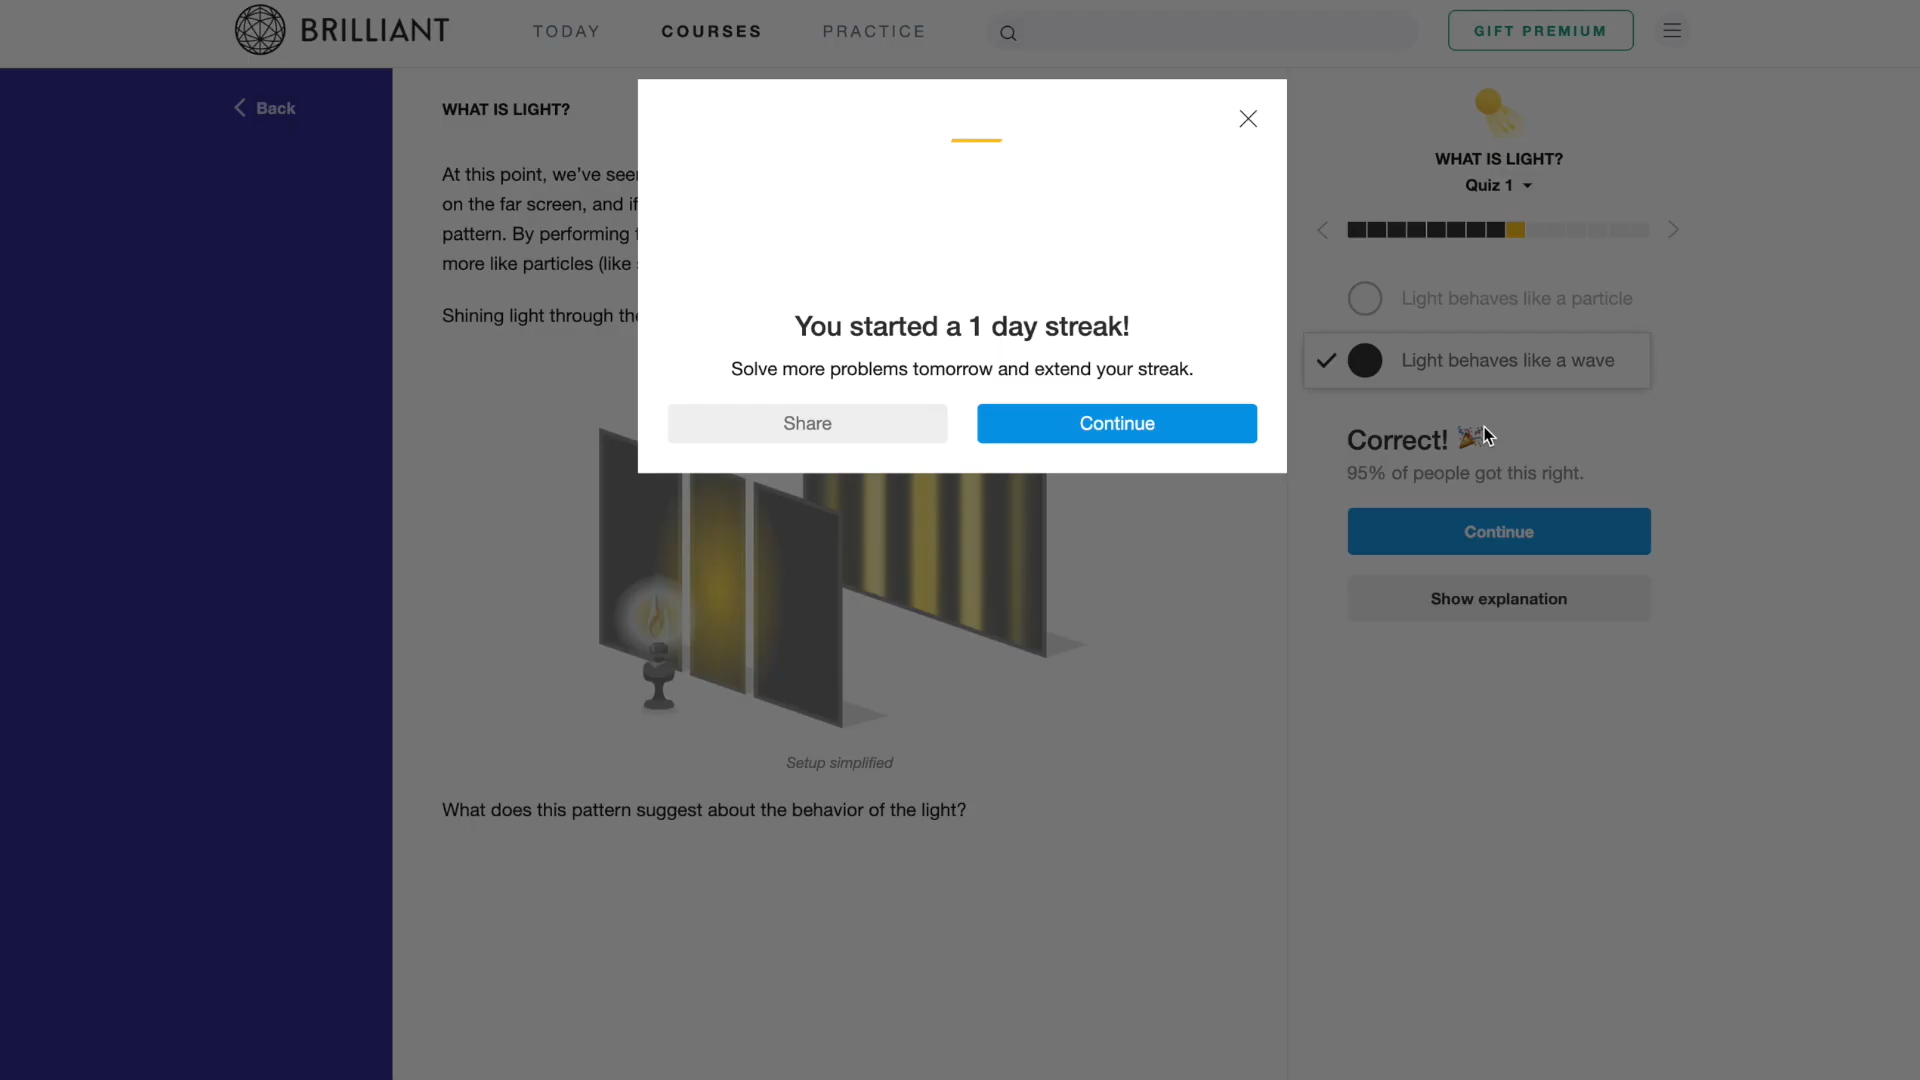 BRILLIANT
TODAY
COURSES
PRACTICE
GIFT PREMIUM
Back
WHAT IS LIGHT?
At this point, we've
on the far screen, and if
pattern. By performing
more like particles (like
Shining light through
You started a 1 day streak!
Solve more problems tomorrow and extend your streak.
Share
Continue
Setup simplified
What does this pattern suggest about the behavior of the light?
WHAT IS LIGHT?
Quiz 1
Light behaves like a particle
Light behaves like a wave
Correct!
95% of people got this right.
Continue
Show explanation